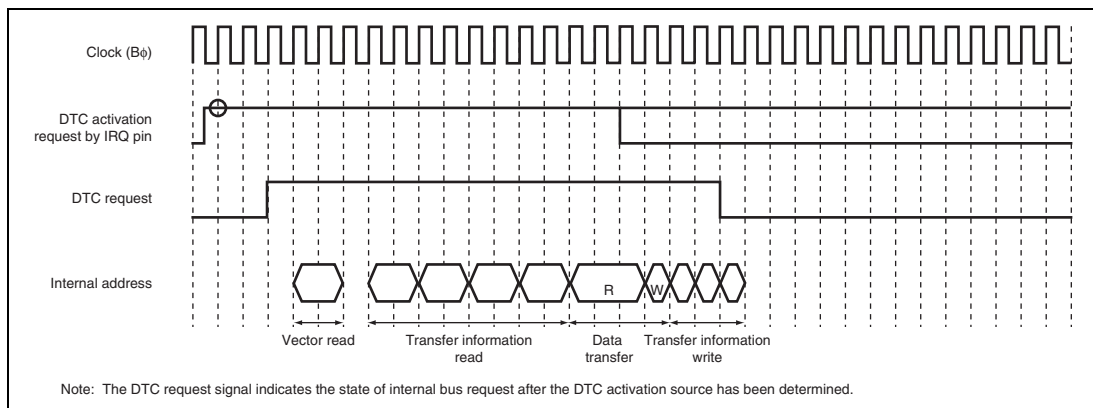 Clock (Bϕ)
DTC activation
request by IRQ pin
DTC request
Internal address
R
W
Vector read
Transfer information
read
Data
transfer
Transfer information
write
Note: The DTC request signal indicates the state of internal bus request after the DTC activation source has been determined.